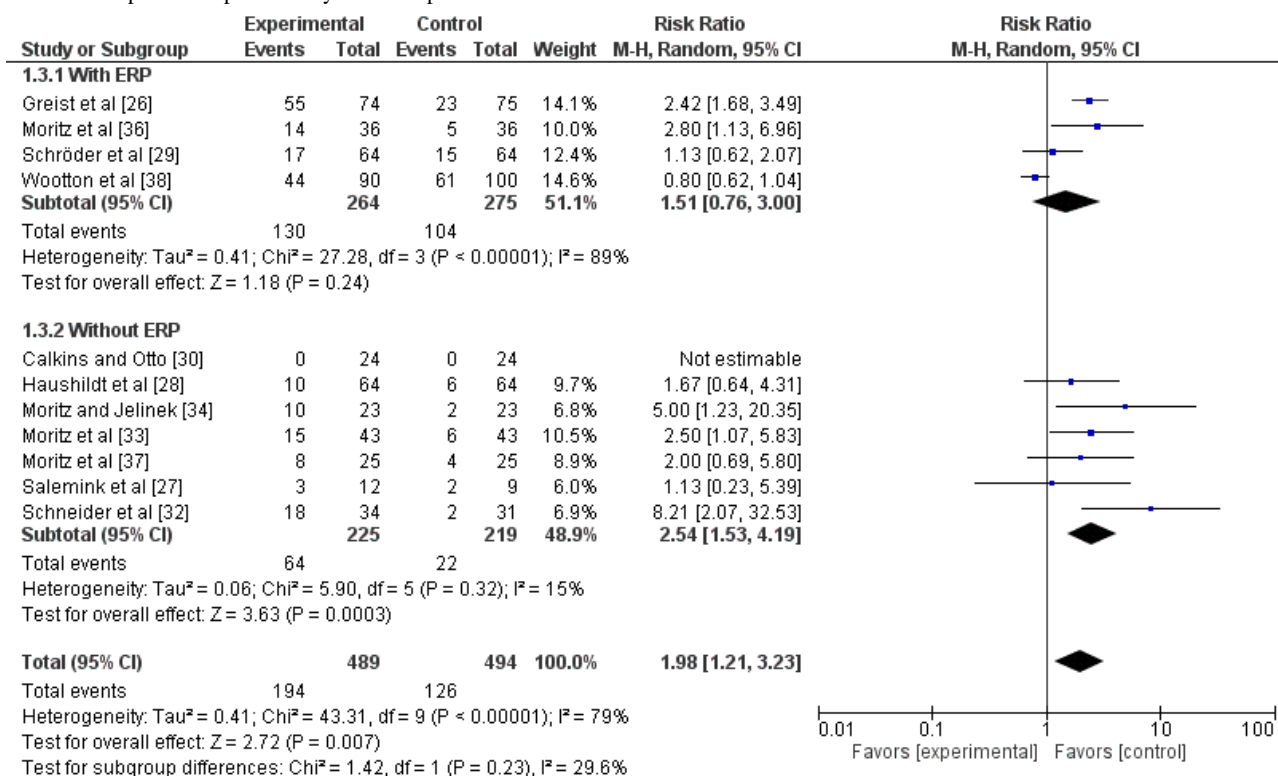 Experimental Control Risk Ratio Risk Ratio
Study or Subgroup Events Total Events Total Weight M-H, Random, 95% CI M-H, Random, 95% CI
1.3.1 With ERP
Greist et al [26] 55 74 23 75 14.1% 2.42 [1.68, 3.49]
Moritz et al [36] 14 36 5 36 10.0% 2.80 [1.13, 6.96]
Schröder et al [29] 17 64 15 64 12.4% 1.13 [0.62, 2.07]
Wootton et al [38] 44 90 61 100 14.6% 0.80 [0.62, 1.04]
Subtotal (95% CI) 264 275 51.1% 1.51 [0.76, 3.00]
Total events 130 104
Heterogeneity: Tau² = 0.41; Chi² = 27.28, df = 3 (P < 0.00001); I² = 89%
Test for overall effect: Z = 1.18 (P = 0.24)
1.3.2 Without ERP
Calkins and Otto [30] 0 24 0 24 Not estimable
Haushildt et al [28] 10 64 6 64 9.7% 1.67 [0.64, 4.31]
Moritz and Jelinek [34] 10 23 2 23 6.8% 5.00 [1.23, 20.35]
Moritz et al [33] 15 43 6 43 10.5% 2.50 [1.07, 5.83]
Moritz et al [37] 8 25 4 25 8.9% 2.00 [0.69, 5.80]
Salemink et al [27] 3 12 2 9 6.0% 1.13 [0.23, 5.39]
Schneider et al [32] 18 34 2 31 6.9% 8.21 [2.07, 32.53]
Subtotal (95% CI) 225 219 48.9% 2.54 [1.53, 4.19]
Total events 64 22
Heterogeneity: Tau² = 0.06; Chi² = 5.90, df = 5 (P = 0.32); I² = 15%
Test for overall effect: Z = 3.63 (P = 0.0003)
Total (95% CI) 489 494 100.0% 1.98 [1.21, 3.23]
Total events 194 126
Heterogeneity: Tau² = 0.41; Chi² = 43.31, df = 9 (P < 0.00001); I² = 79%
Test for overall effect: Z = 2.72 (P = 0.007)
Test for subgroup differences: Chi² = 1.42, df = 1 (P = 0.23), I² = 29.6%
0.01 0.1 1 10 100
Favors [experimental] Favors [control]